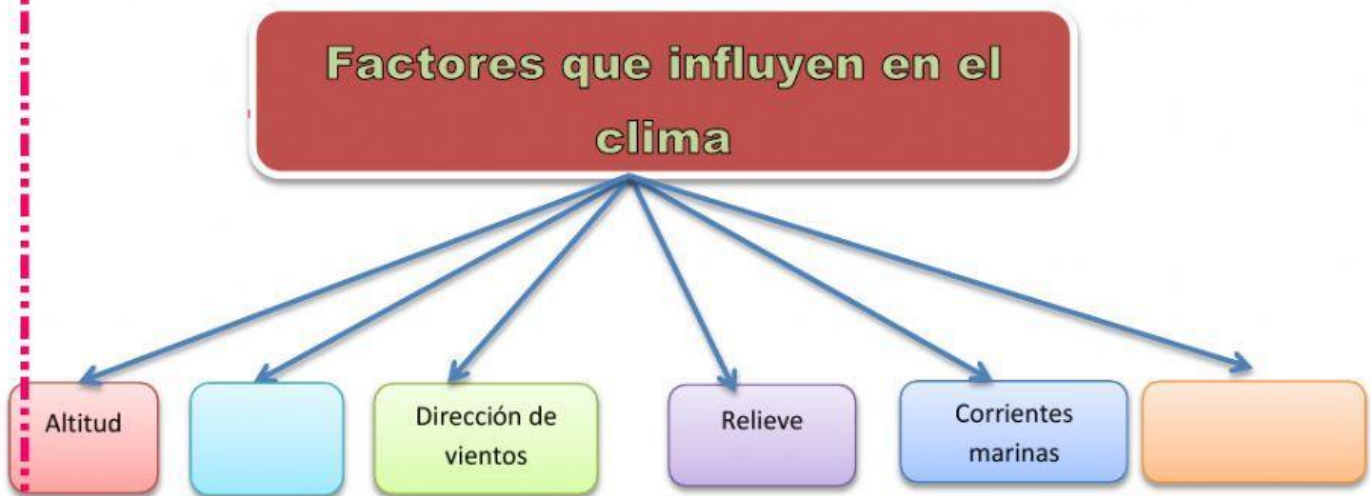 Factores que influyen en el
clima
Altitud
Dirección de
vientos
Relieve
Corrientes
marinas